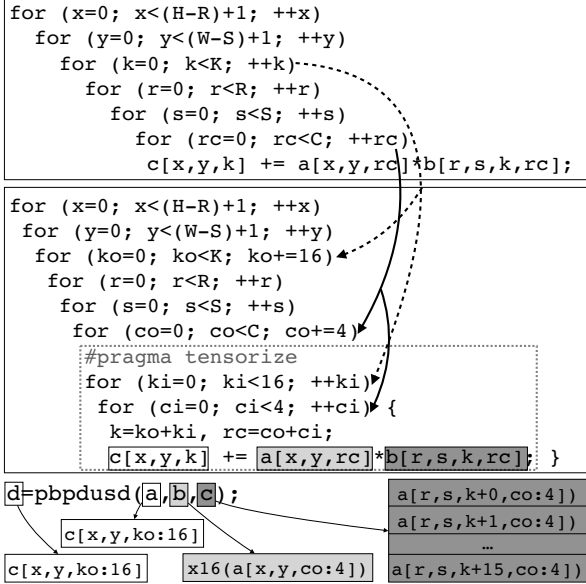 for (x=0; x<(H-R)+1; ++x)
for (y=0; y<(W-S)+1; ++y)
for (k=0; k<K; ++k)
for (r=0; r<R; ++r)
for (s=0; s<S; ++s)
for (rc=0; rc<C; ++rc)
c[x,y,k] += a[x,y,rc]*b[r,s,k,rc];
for (x=0; x<(H-R)+1; ++x)
for (y=0; y<(W-S)+1; ++y)
for (ko=0; ko<K; ko+=16)
for (r=0; r<R; ++r)
for (s=0; s<S; ++s)
for (co=0; co<C; co+=4)
#pragma tensorize
for (ki=0; ki<16; ++ki)
for (ci=0; ci<4; ++ci) {
k=ko+ki, rc=co+ci;
c[x,y,k] += a[x,y,rc]*b[r,s,k,rc]; }
d=pbpdusd(a,b,c);
c[x,y,ko:16]
c[x,y,ko:16]
x16(a[x,y,co:4])
a[r,s,k+0,co:4])
a[r,s,k+1,co:4])
…
a[r,s,k+15,co:4])